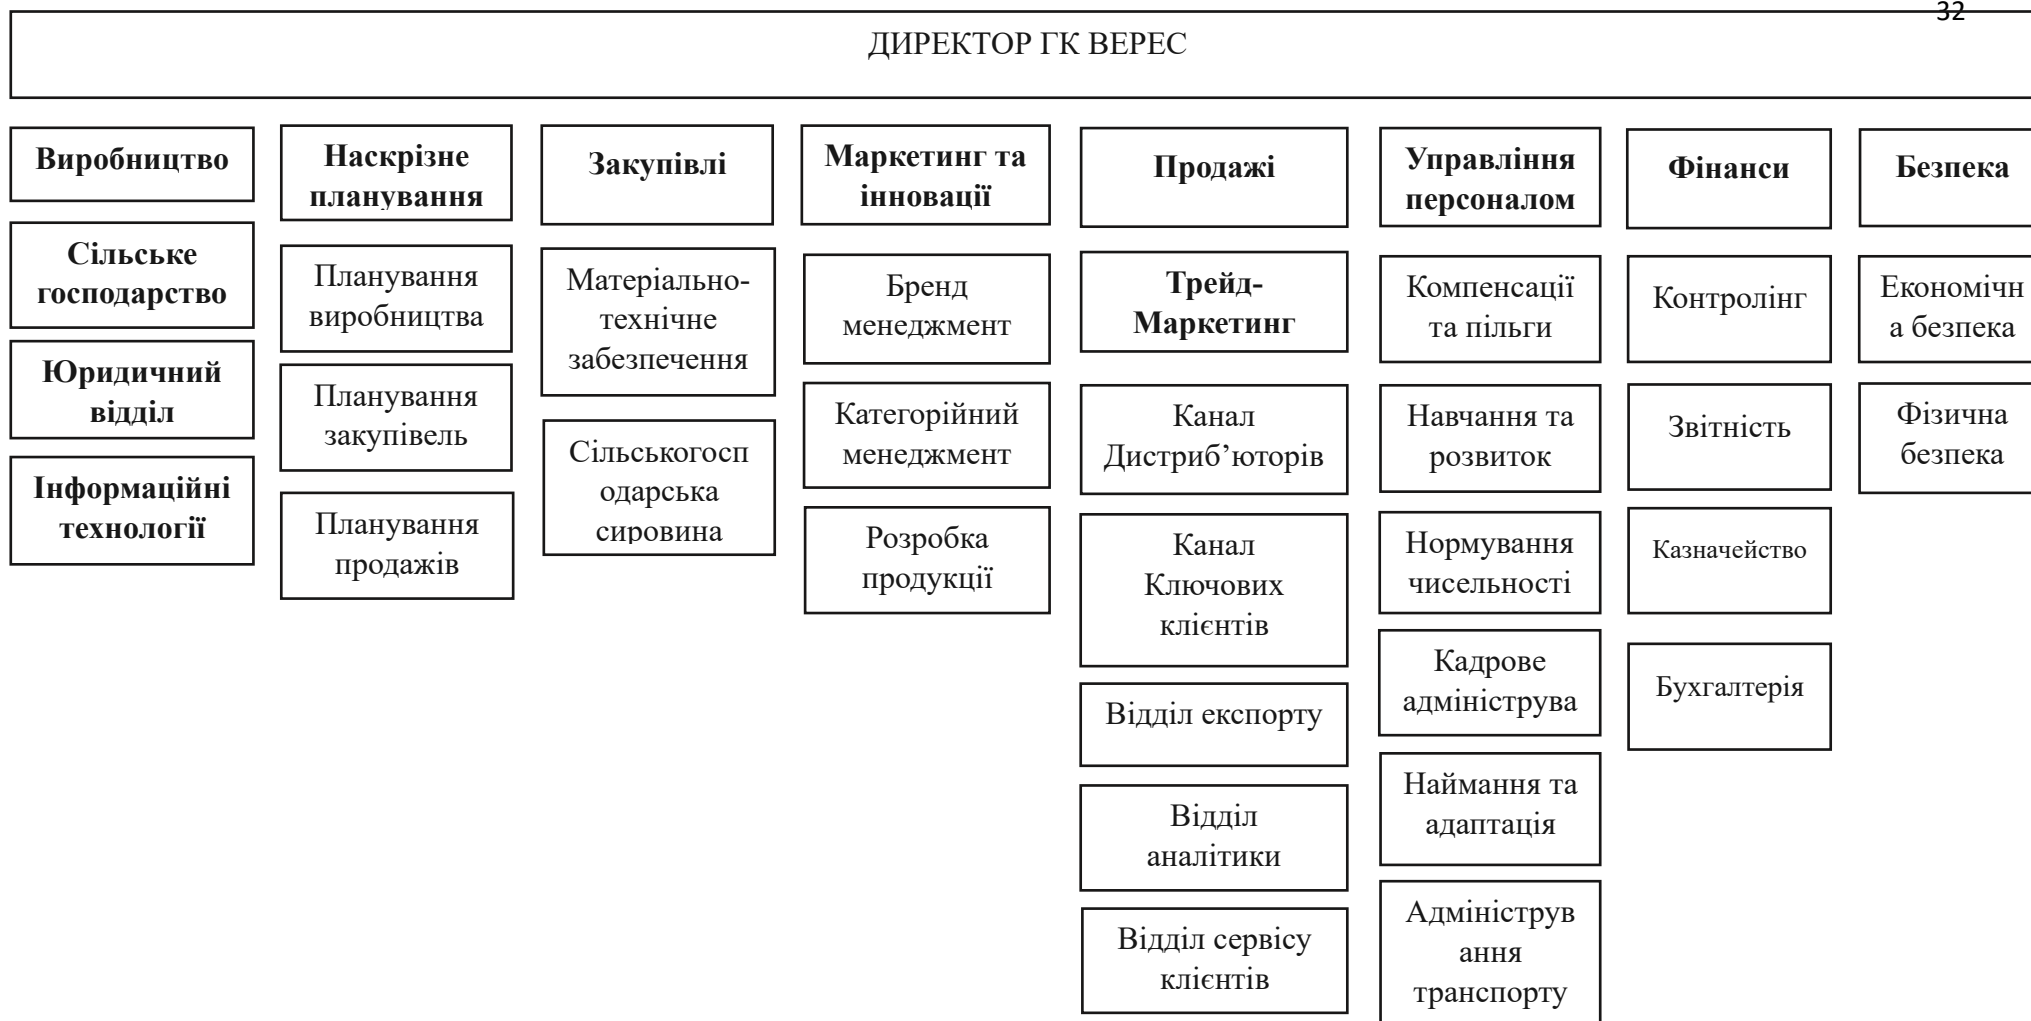 32
ДИРЕКТОР ГК ВЕРЕС
Виробництво
Сільське
господарство
Юридичний
відділ
Інформаційні
технології
Наскрізне
планування
Планування
виробництва
Планування
закупівель
Планування
продажів
Закупівлі
Матеріально-
технічне
забезпечення
Сільськогосп
одарська
сировина
Маркетинг та
інновації
Бренд
менеджмент
Категорійний
менеджмент
Розробка
продукції
Продажі
Трейд-
Маркетинг
Канал
Дистриб’юторів
Канал
Ключових
клієнтів
Відділ експорту
Відділ
аналітики
Відділ сервісу
клієнтів
Управління
персоналом
Компенсації
та пільги
Навчання та
розвиток
Нормування
чисельності
Кадрове
адмініструва
Наймання та
адаптація
Адмініструв
ання
транспорту
Фінанси
Контролінг
Звітність
Казначейство
Бухгалтерія
Безпека
Економічн
а безпека
Фізична
безпека